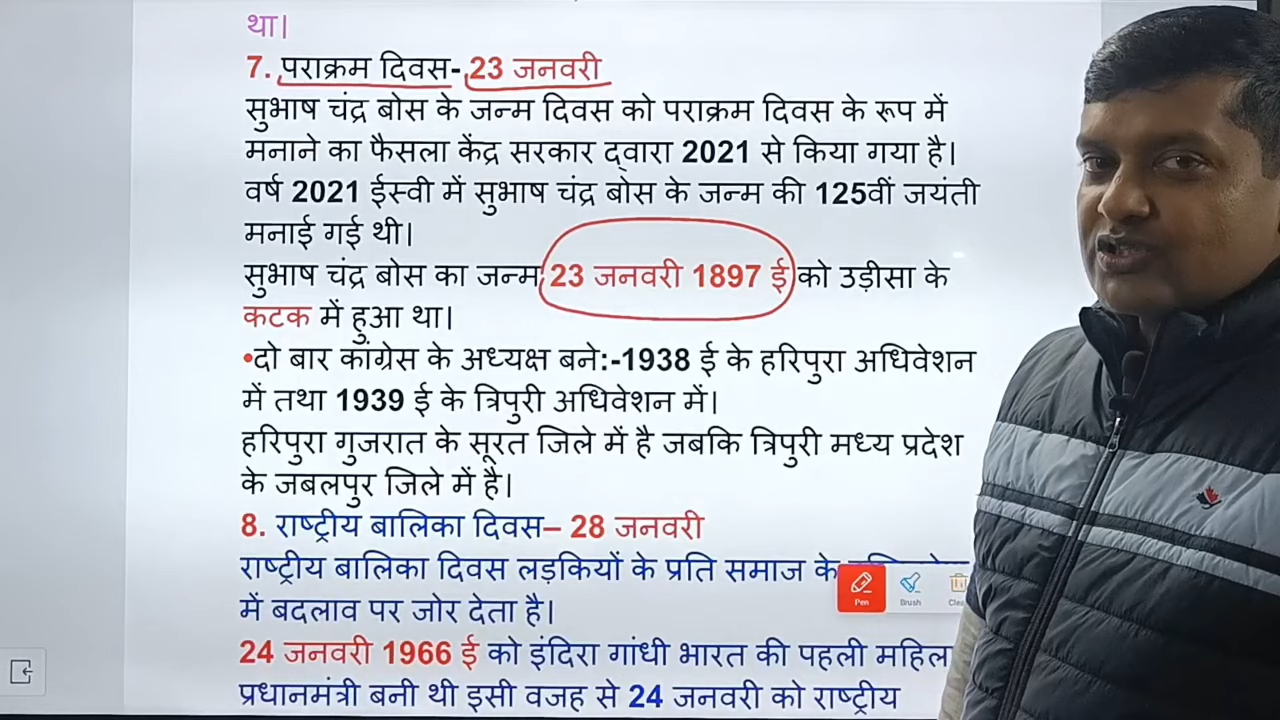 था।
7. पराक्रम दिवस- 23 जनवरी
सुभाष चंद्र बोस के जन्म दिवस को पराक्रम दिवस के रूप में
मनाने का फैसला केंद्र सरकार द्वारा 2021 से किया गया है।
वर्ष 2021 ईस्वी में सुभाष चंद्र बोस के जन्म की 125वीं जयंती
मनाई गई थी।
सुभाष चंद्र बोस का जन्म 23 जनवरी 1897 ई को उड़ीसा के
कटक में हुआ था।
•दो बार कांग्रेस के अध्यक्ष बने:-1938 ई के हरिपुरा अधिवेशन
में तथा 1939 ई के त्रिपुरी अधिवेशन में।
हरिपुरा गुजरात के सूरत जिले में है जबकि त्रिपुरी मध्य प्रदेश
के जबलपुर जिले में है।
8. राष्ट्रीय बालिका दिवस– 28 जनवरी
राष्ट्रीय बालिका दिवस लड़कियों के प्रति समाज के
में बदलाव पर जोर देता है।
Pen Brush
24 जनवरी 1966 ई को इंदिरा गांधी भारत की पहली
प्रधानमंत्री बनी थी इसी वजह से 24 जनवरी को राष्ट्रीय